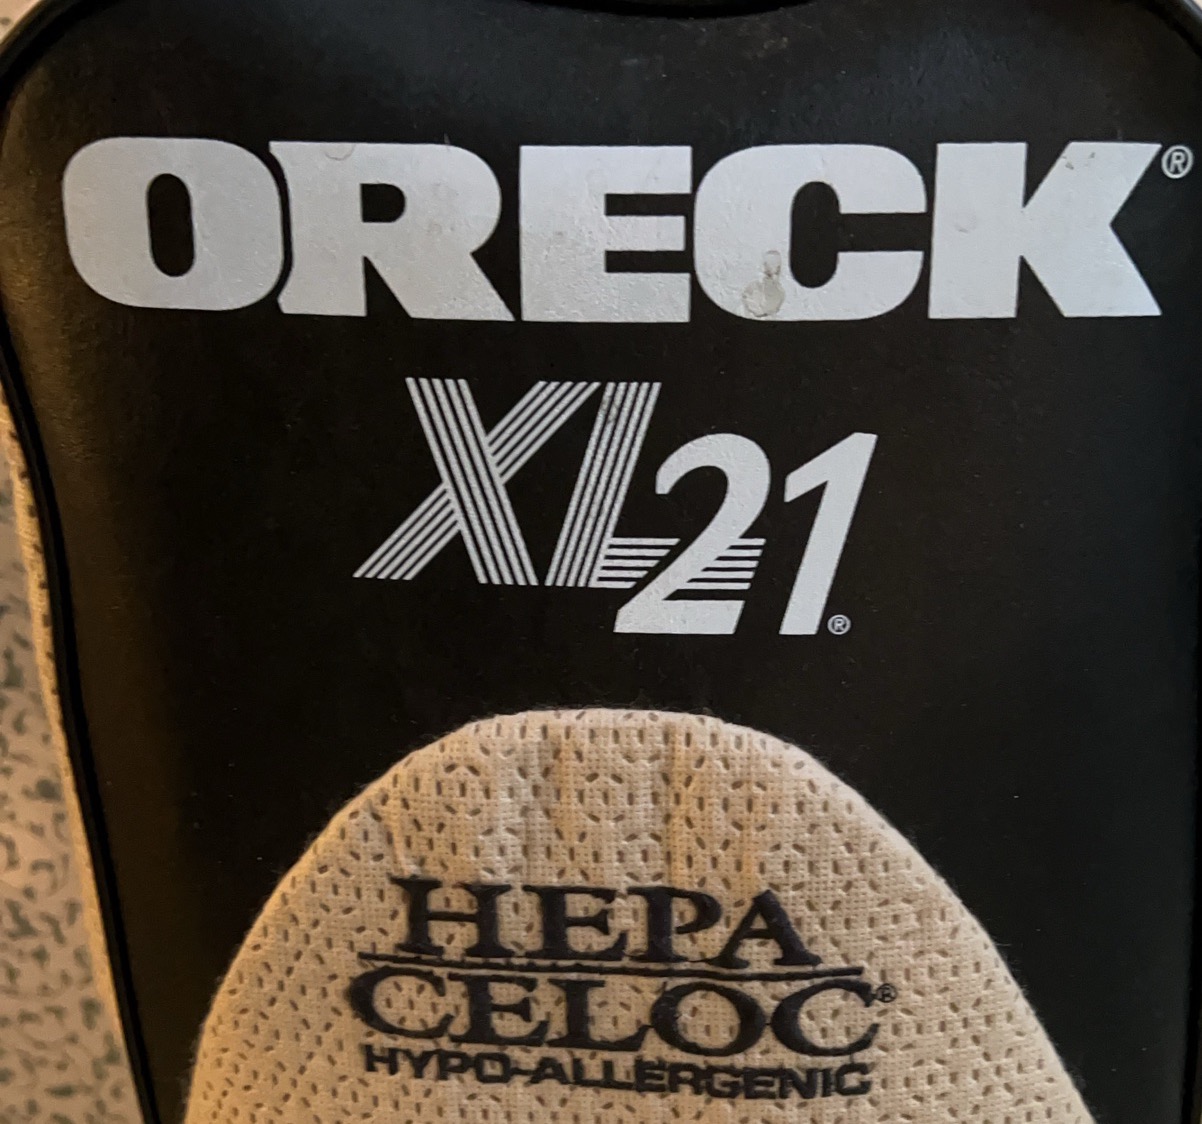 ORECK®
XL21®
HEPA
CELOC®
HYPO-ALLERGENIC